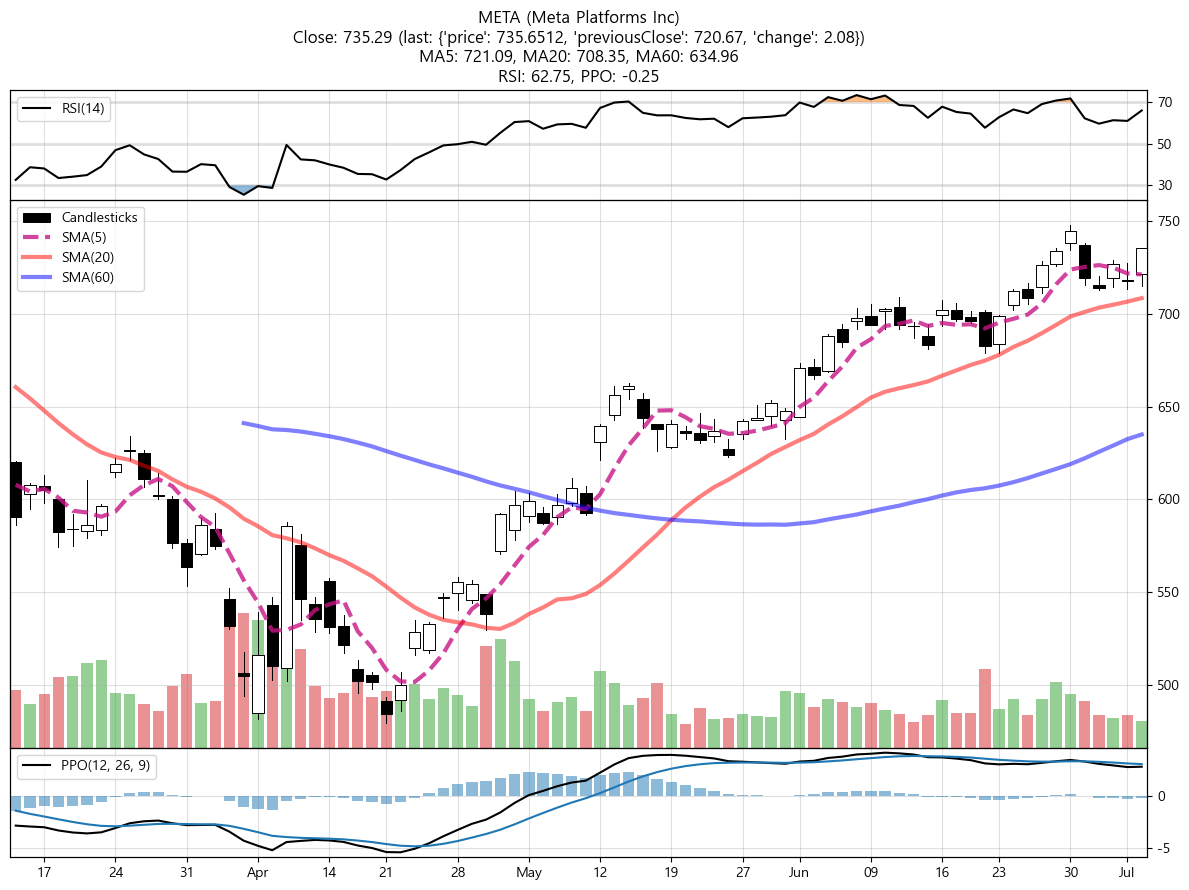 META (Meta Platforms Inc)
Close: 735.29 (last: {'price': 735.6512, 'previousClose': 720.67, 'change': 2.08})
MA5: 721.09, MA20: 708.35, MA60: 634.96
RSI: 62.75, PPO: -0.25
RSI(14)
70
50
30
Candlesticks
SMA(5)
SMA(20)
SMA(60)
750
700
650
600
550
500
PPO(12, 26, 9)
0
-5
17 24 31 Apr 14 21 28 May 12 19 27 Jun 09 16 23 30 Jul